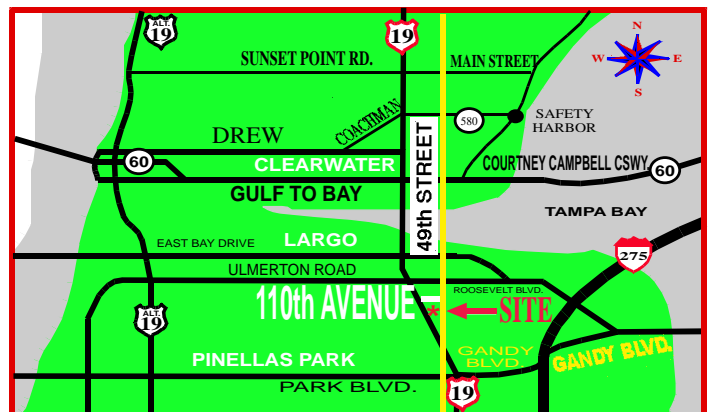 ALT.
19
19
N
W E
S
SUNSET POINT RD.
MAIN STREET
COACHMAN
580
SAFETY
HARBOR
DREW
49th STREET
60
CLEARWATER
COURTNEY CAMPBELL CSWY.
60
GULF TO BAY
TAMPA BAY
EAST BAY DRIVE
LARGO
275
ULMERTON ROAD
ROOSEVELT BLVD.
110th AVENUE
*
SITE
ALT.
19
GANDY
BLVD.
GANDY BLVD.
PINELLAS PARK
PARK BLVD.
19